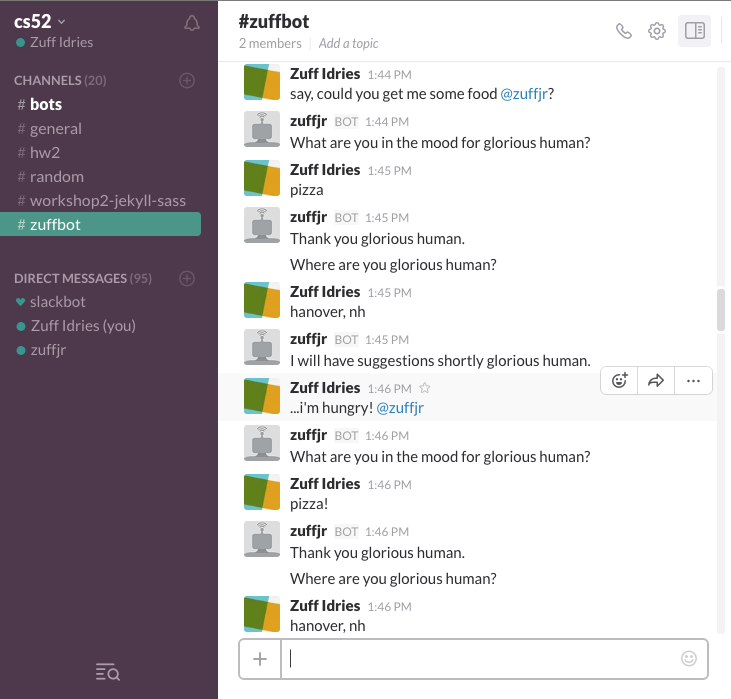 cs52
Zuff Idries
CHANNELS (20)
# bots
# general
# hw2
# random
# workshop2-jekyll-sass
# zuffbot
DIRECT MESSAGES (95)
slackbot
Zuff Idries (you)
zuffjr
#zuffbot
2 members | Add a topic
Zuff Idries 1:44 PM
say, could you get me some food @zuffjr?
zuffjr BOT 1:44 PM
What are you in the mood for glorious human?
Zuff Idries 1:45 PM
pizza
zuffjr BOT 1:45 PM
Thank you glorious human.
Where are you glorious human?
Zuff Idries 1:45 PM
hanover, nh
zuffjr BOT 1:45 PM
I will have suggestions shortly glorious human.
Zuff Idries 1:46 PM
...i'm hungry! @zuffjr
zuffjr BOT 1:46 PM
What are you in the mood for glorious human?
Zuff Idries 1:46 PM
pizza!
zuffjr BOT 1:46 PM
Thank you glorious human.
Where are you glorious human?
Zuff Idries 1:46 PM
hanover, nh